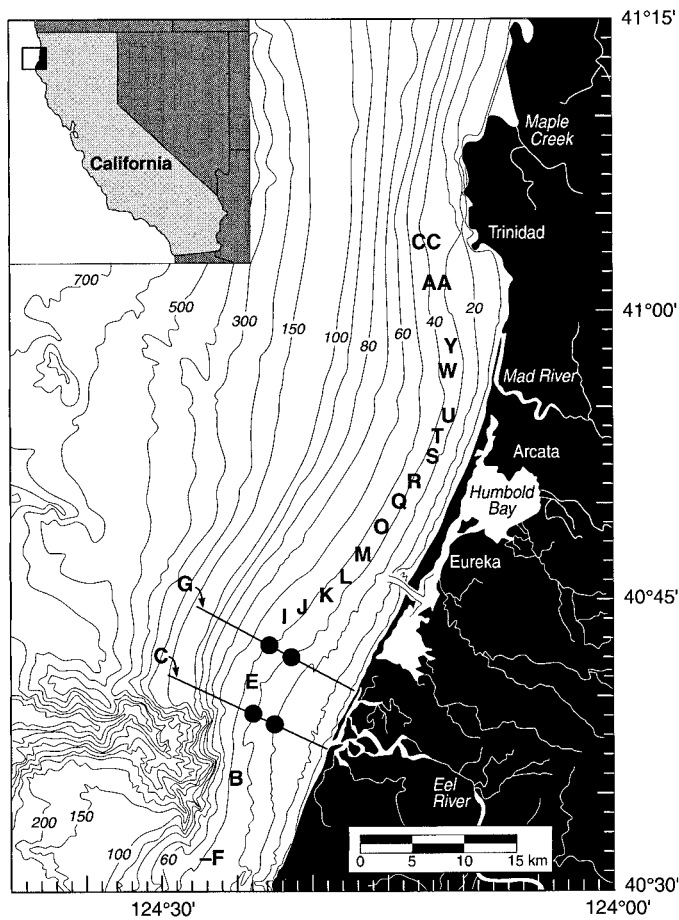 41°15'
Maple
Creek
California
Trinidad
CC
AA
700
500
300
150
100
80
60
40
20
41°00'
Y
W
Mad River
U
T
S
Arcata
R
Humbold
Bay
Q
O
M
Eureka
L
G
K
J
I
40°45'
C
E
B
Eel
River
200
150
100
60
–F
0 5 10 15 km
40°30'
124°30'
124°00'